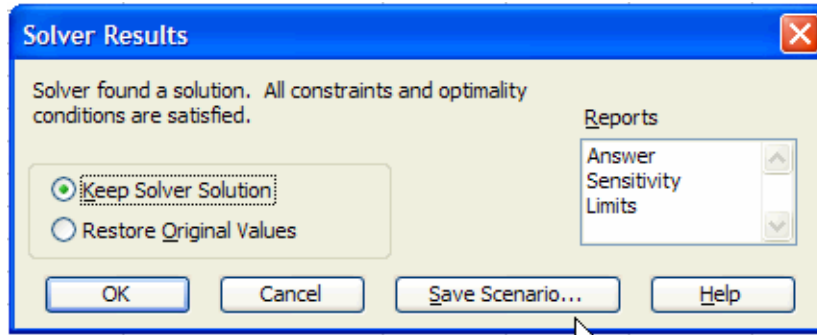 Solver Results
Solver found a solution. All constraints and optimality
conditions are satisfied.
Reports
Answer
Sensitivity
Limits
Keep Solver Solution
Restore Original Values
OK
Cancel
Save Scenario...
Help